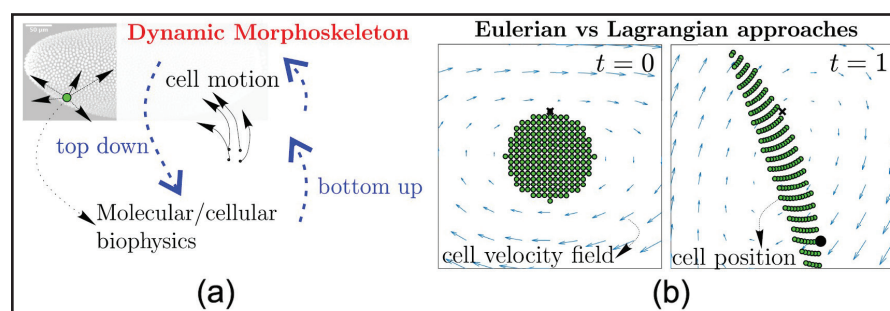 50 μm
Dynamic Morphoskeleton
cell motion
top down
bottom up
Molecular/cellular
biophysics
(a)
Eulerian vs Lagrangian approaches
t = 0
t = 1
cell velocity field
cell position
(b)